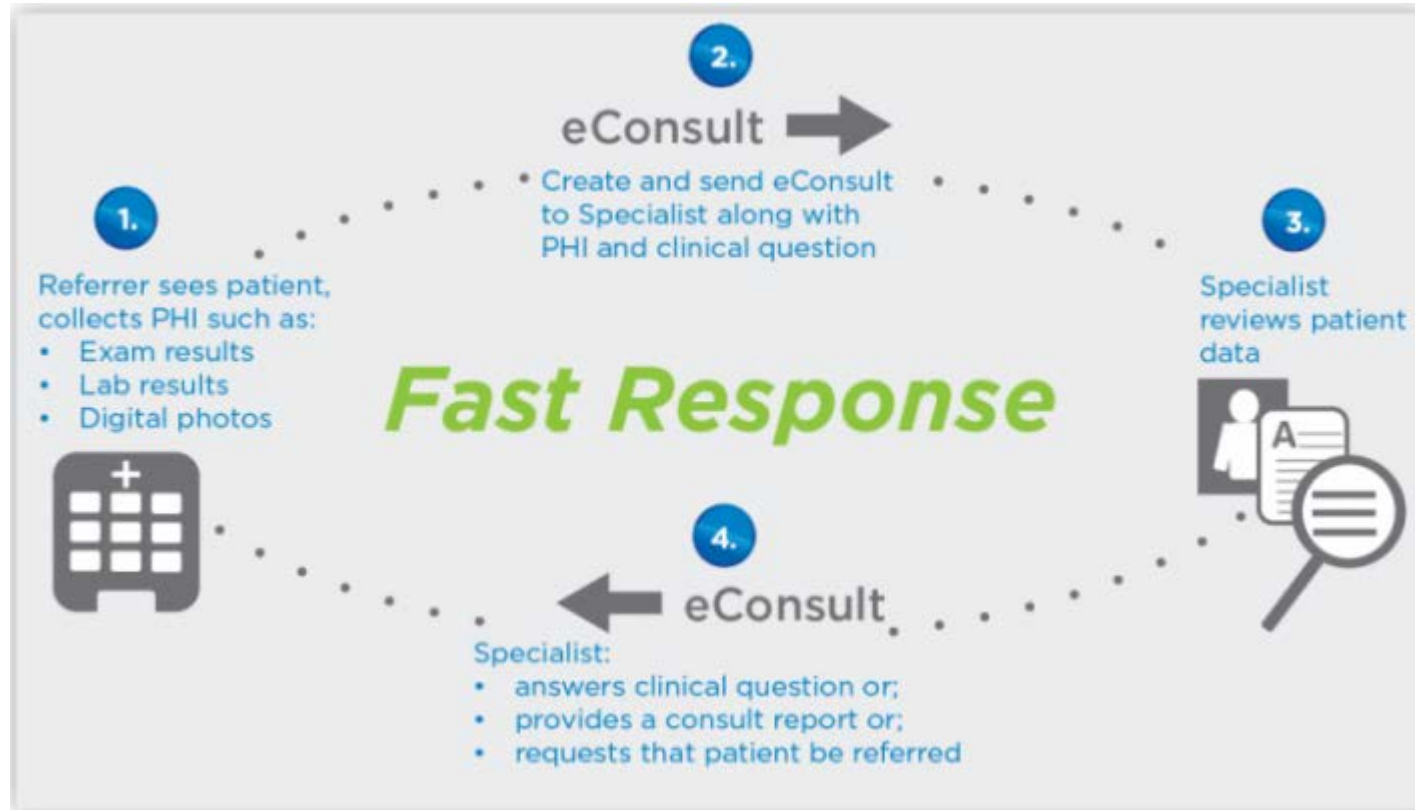 1.
Referrer sees patient,
collects PHI such as:
• Exam results
• Lab results
• Digital photos
2.
eConsult
Create and send eConsult
to Specialist along with
PHI and clinical question
3.
Specialist
reviews patient
data
A
Fast Response
4.
eConsult
Specialist:
• answers clinical question or;
• provides a consult report or;
• requests that patient be referred